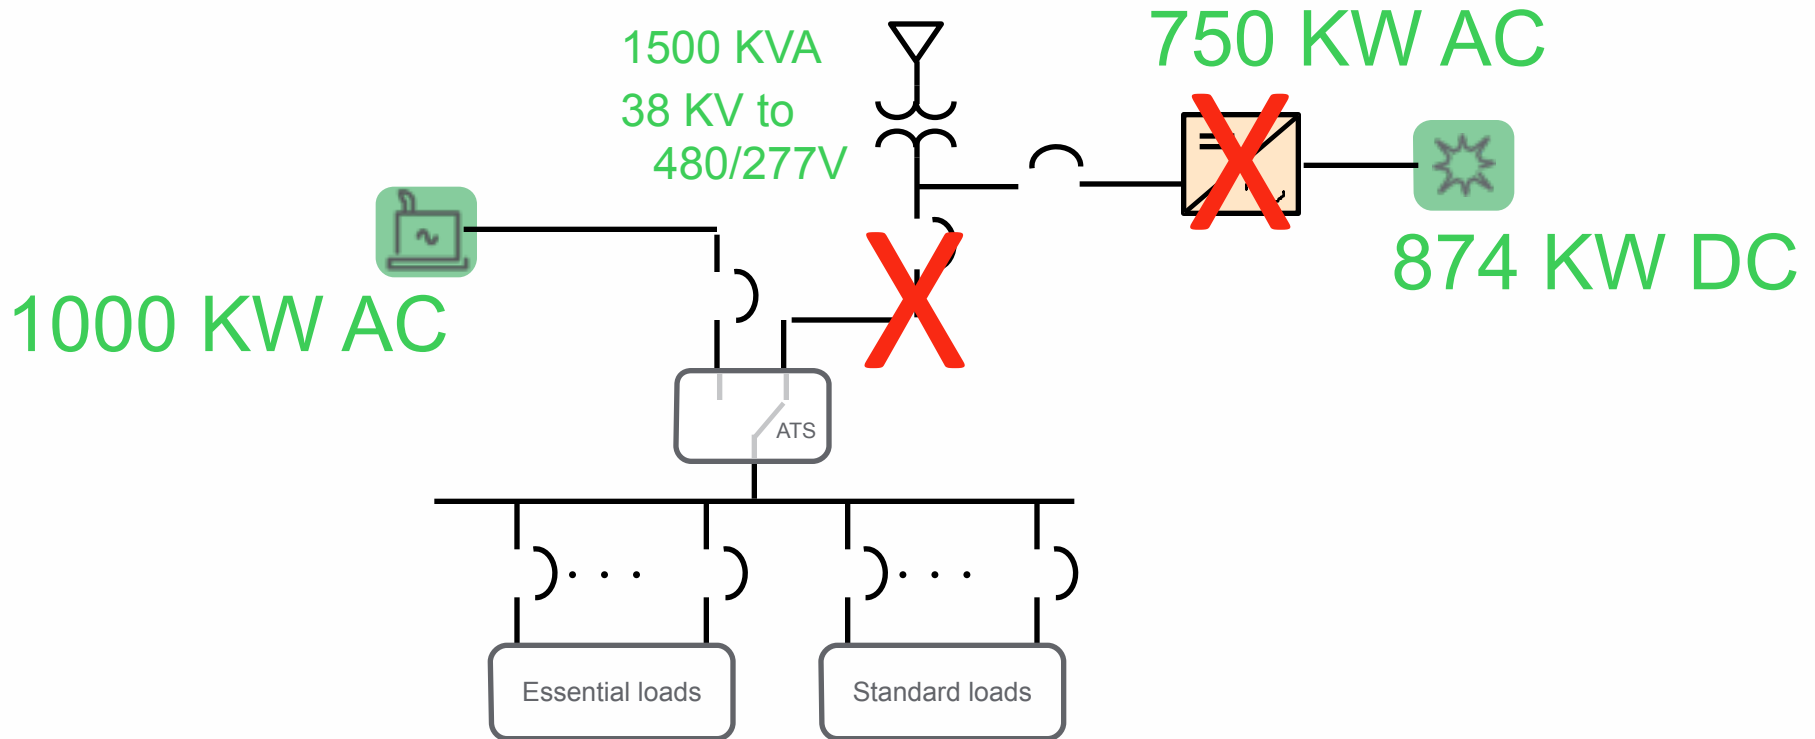 1500 KVA
38 KV to
480/277V
750 KW AC
874 KW DC
1000 KW AC
ATS
Essential loads
Standard loads